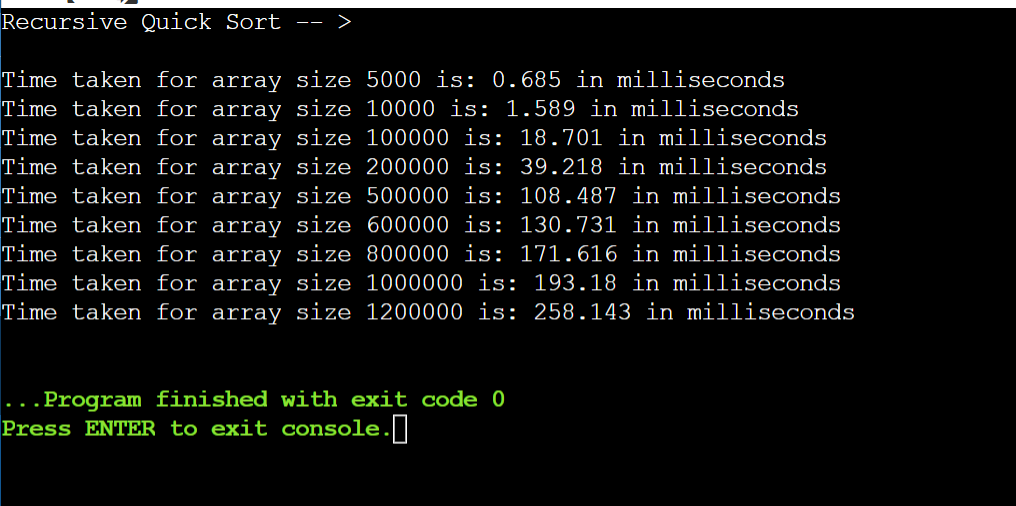 Recursive Quick Sort -- >
Time taken for array size 5000 is: 0.685 in milliseconds
Time taken for array size 10000 is: 1.589 in milliseconds
Time taken for array size 100000 is: 18.701 in milliseconds
Time taken for array size 200000 is: 39.218 in milliseconds
Time taken for array size 500000 is: 108.487 in milliseconds
Time taken for array size 600000 is: 130.731 in milliseconds
Time taken for array size 800000 is: 171.616 in milliseconds
Time taken for array size 1000000 is: 193.18 in milliseconds
Time taken for array size 1200000 is: 258.143 in milliseconds
...Program finished with exit code 0
Press ENTER to exit console.